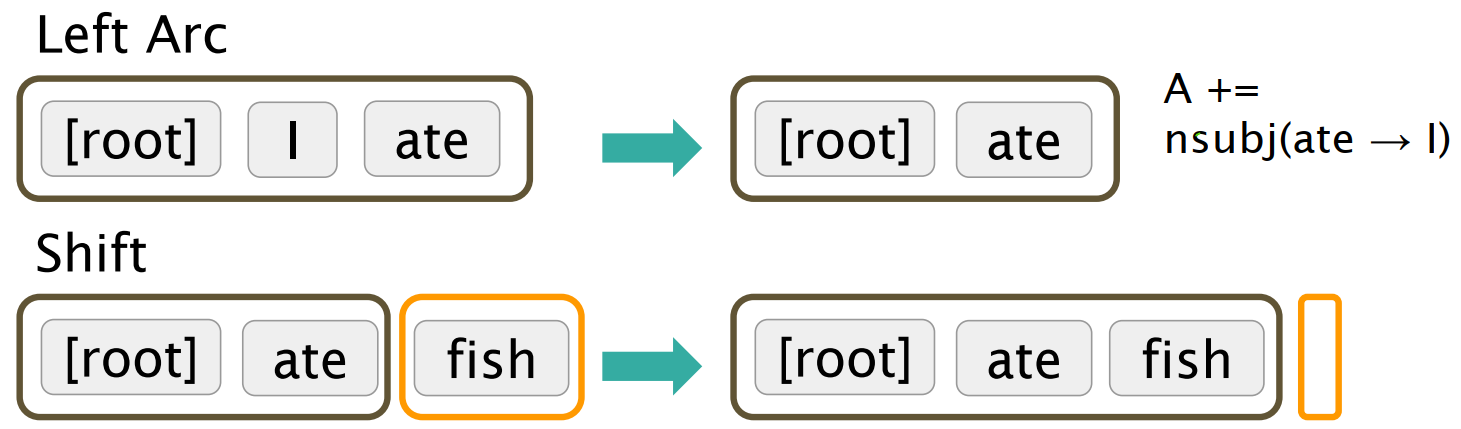 Left Arc
[root] I ate [root] ate
A +=
nsubj(ate → I)
Shift
[root] ate fish [root] ate fish